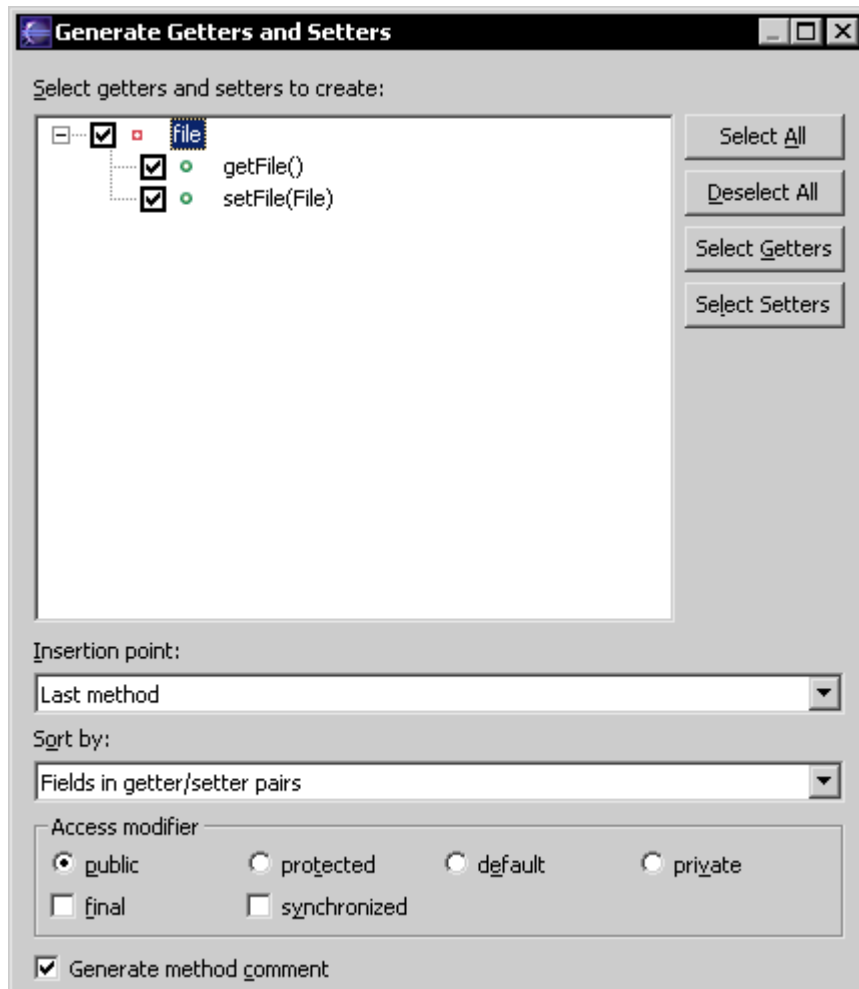 Generate Getters and Setters
Select getters and setters to create:
file
getFile()
setFile(File)
Select All
Deselect All
Select Getters
Select Setters
Insertion point:
Last method
Sort by:
Fields in getter/setter pairs
Access modifier
public protected default private
final synchronized
Generate method comment